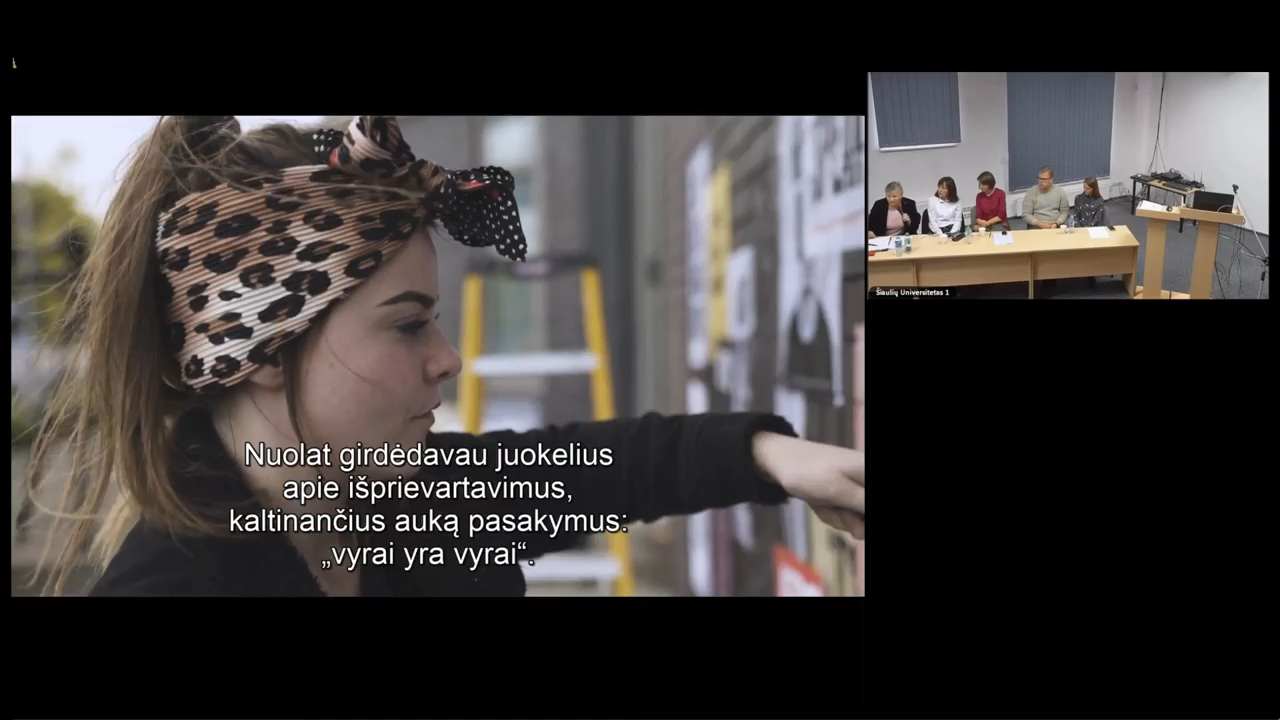 Nuolat girdėdavau juokelius
apie išprievartavimus,
kaltinančius auką pasakymus:
„vyrai yra vyrai“.
Šiaulių Universitetas 1